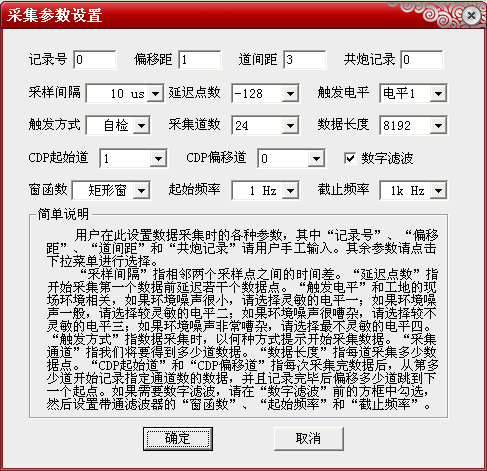 采集参数设置
记录号 0 偏移距 1 道间距 3 共炮记录 0
采样间隔 10 us 延迟点数 -128 触发电平 电平1
触发方式 自检 采集道数 24 数据长度 8192
CDP起始道 1 CDP偏移道 0 数字滤波
窗函数 矩形窗 起始频率 1 Hz 截止频率 1k Hz
简单说明
用户在此设置数据采集时的各种参数，其中“记录号”、“偏移
距”、“道间距”和“共炮记录”请用户手工输入。其余参数请点击
下拉菜单进行选择。
“采样间隔”指相邻两个采样点之间的时间差。“延迟点数”指
开始采集第一个数据前延迟若干个数据点。“触发电平”和工地的现
场环境相关，如果环境噪声很小，请选择灵敏的电平一；如果环境噪
声一般，请选择较灵敏的电平二；如果环境噪声很嘈杂，请选择较不
灵敏的电平三；如果环境噪声非常嘈杂，请选择最不灵敏的电平四。
“触发方式”指数据采集时，以何种方式提示开始采集数据。“采集
通道”指我们将要得到多少道数据。“数据长度”指每道采集多少数
据点。“CDP起始道”和“CDP偏移道”指每次采集完数据后，从第多
少道开始记录指定通道数的数据，并且记录完毕后偏移多少道跳到下
一个起点。如果需要数字滤波，请在“数字滤波”前的方框中勾选，
然后设置带通滤波器的“窗函数”、“起始频率”和“截止频率”。
确定 取消